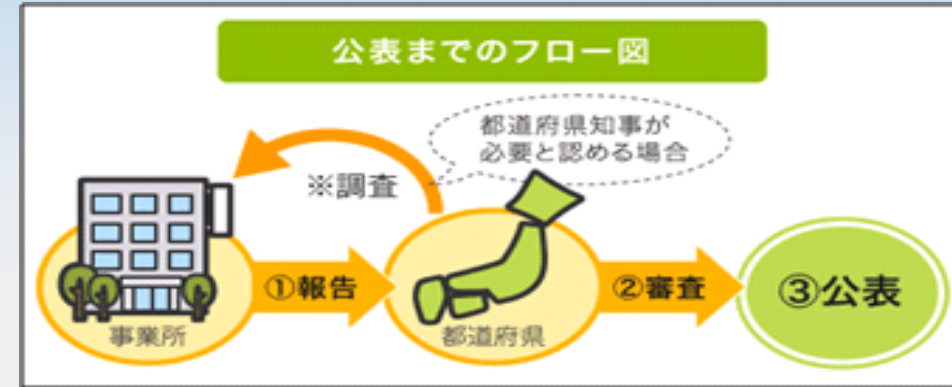 公表までのフロー図
都道府県知事が
必要と認める場合
※調査
①報告
②審査
③公表
事業所
都道府県